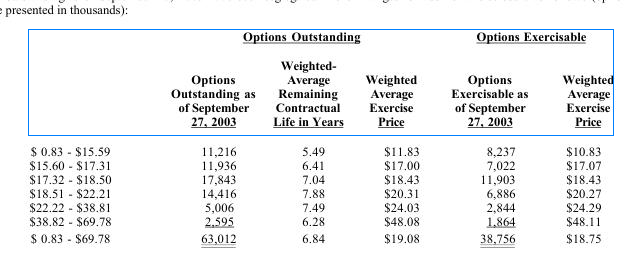 e presented in thousands):
Options Outstanding Options Exercisable
Weighted-
Options Average Weighted Options Weighted
Outstanding as Remaining Average Exercisable as Average
of September Contractual Exercise of September Exercise
27, 2003 Life in Years Price 27, 2003 Price
$ 0.83 - $15.59 11,216 5.49 $11.83 8,237 $10.83
$15.60 - $17.31 11,936 6.41 $17.00 7,022 $17.07
$17.32 - $18.50 17,843 7.04 $18.43 11,903 $18.43
$18.51 - $22.21 14,416 7.88 $20.31 6,886 $20.27
$22.22 - $38.81 5,006 7.49 $24.03 2,844 $24.29
$38.82 - $69.78 2,595 6.28 $48.08 1,864 $48.11
$ 0.83 - $69.78 63,012 6.84 $19.08 38,756 $18.75